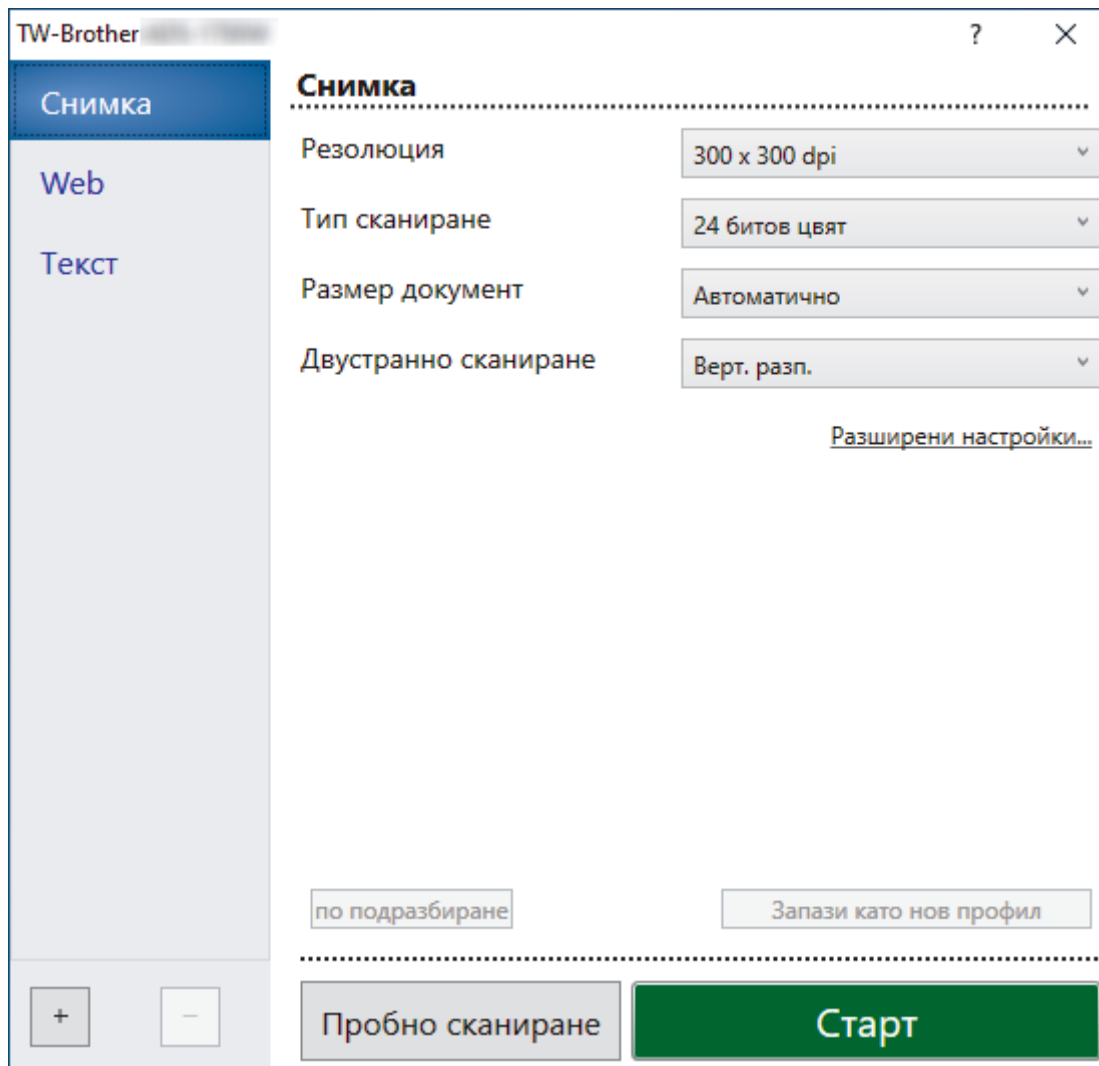 TW-Brother
?
Снимка
Web
Текст
Снимка
Резолюция
300 x 300 dpi
Тип сканиране
24 битов цвят
Размер документ
Автоматично
Двустранно сканиране
Верт. разп.
Разширени настройки...
по подразбиране
Запази като нов профил
+
−
Пробно сканиране
Старт